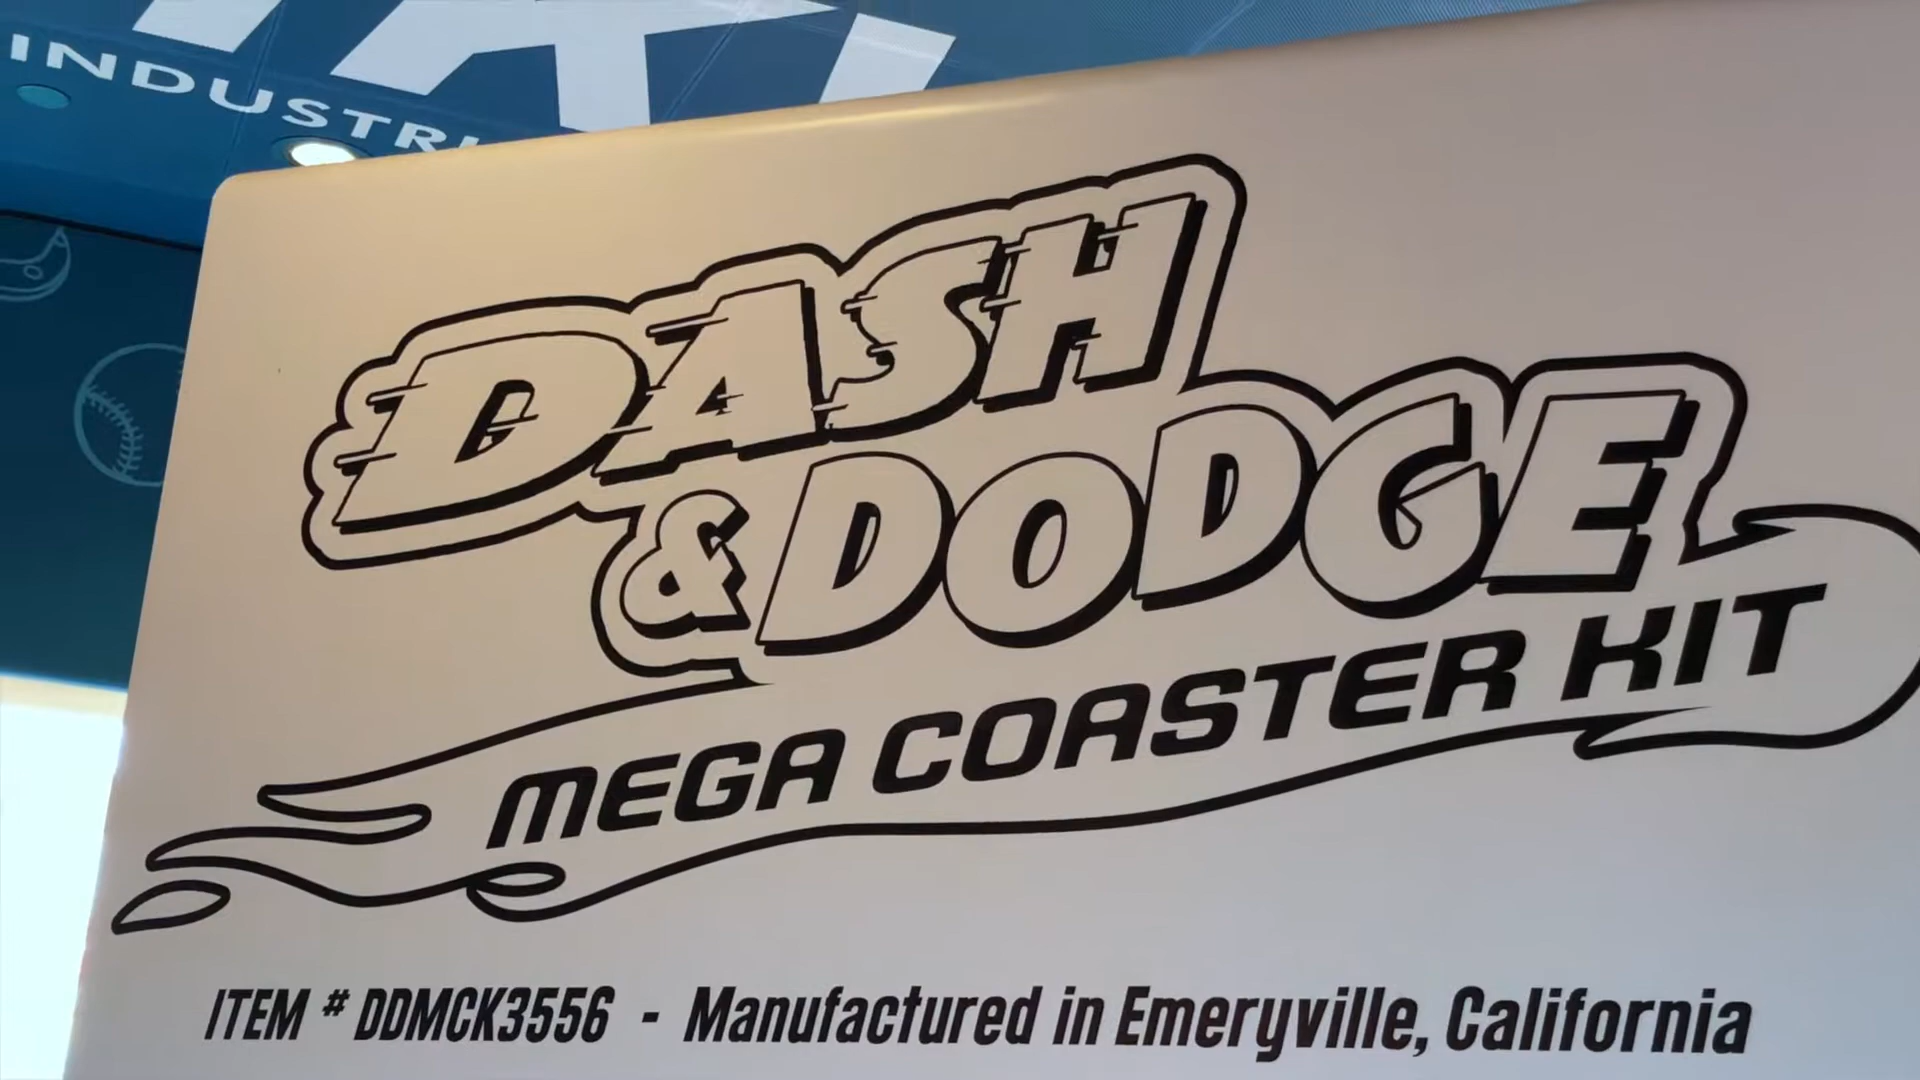 INDUSTRI
DASH
& DODGE
MEGA COASTER KIT
ITEM # DDMCK3556 - Manufactured in Emeryville, California